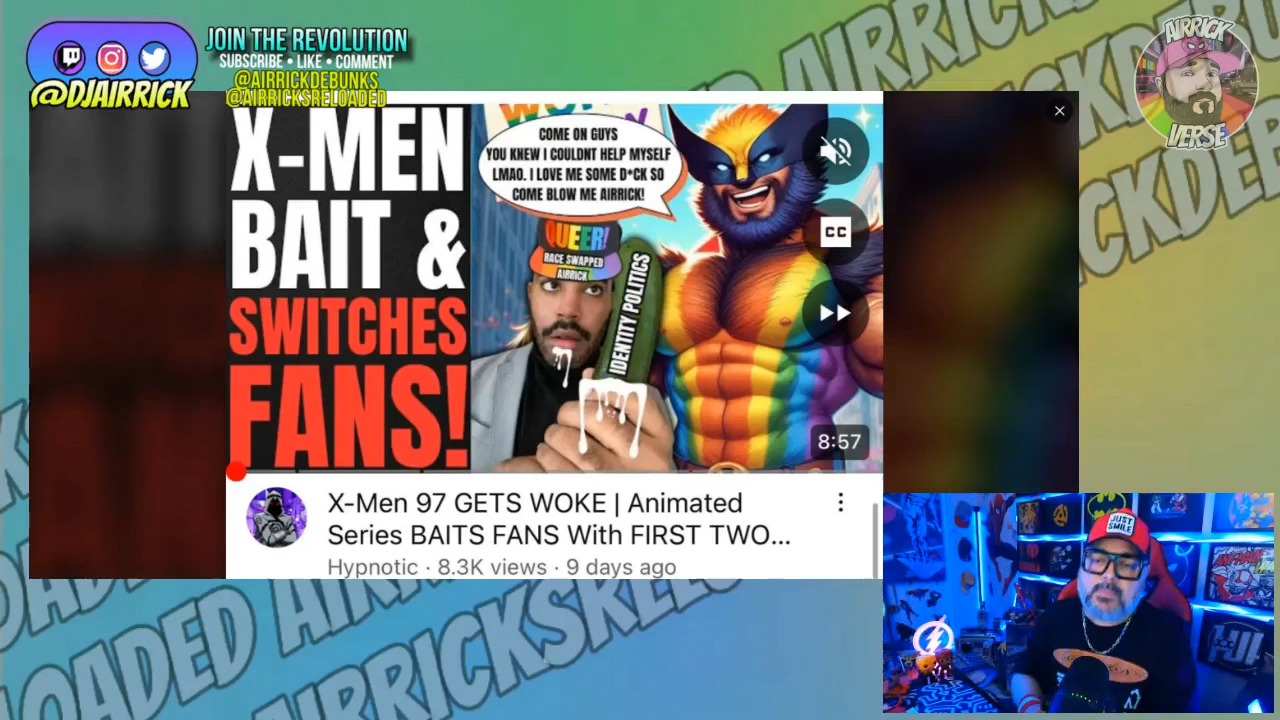 JOIN THE REVOLUTION
SUBSCRIBE • LIKE • COMMENT
@AIRRICKDEBUNKS
@AIRRICKSRELOADED
@DJAIRRICK
AIRRICK
VERSE
X-MEN
BAIT &
SWITCHES
FANS!
COME ON GUYS
YOU KNEW I COULDNT HELP MYSELF
LMAO. I LOVE ME SOME D*CK SO
COME BLOW ME AIRRICK!
QUEER!
RACE SWAPPED
AIRRICK
IDENTITY POLITICS
CC
8:57
X-Men 97 GETS WOKE | Animated
Series BAITS FANS With FIRST TWO...
Hypnotic · 8.3K views · 9 days ago
JUST
SMILE